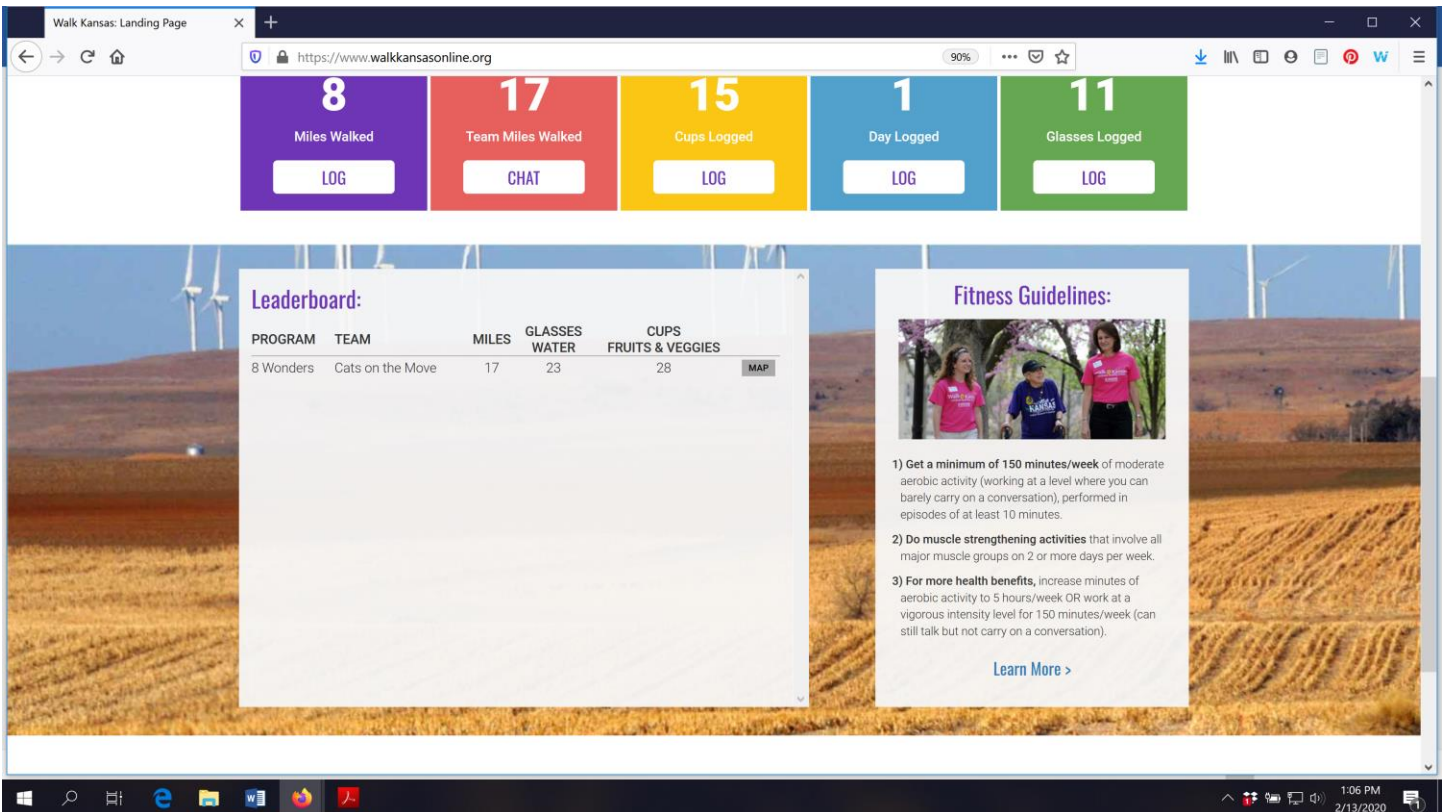 Walk Kansas: Landing Page
https://www.walkkansasonline.org
90%
8
Miles Walked
LOG
17
Team Miles Walked
CHAT
15
Cups Logged
LOG
1
Day Logged
LOG
11
Glasses Logged
LOG
Leaderboard:
PROGRAM TEAM MILES GLASSES WATER CUPS FRUITS & VEGGIES
8 Wonders Cats on the Move 17 23 28 MAP
Fitness Guidelines:
1) Get a minimum of 150 minutes/week of moderate
aerobic activity (working at a level where you can
barely carry on a conversation), performed in
episodes of at least 10 minutes.
2) Do muscle strengthening activities that involve all
major muscle groups on 2 or more days per week.
3) For more health benefits, increase minutes of
aerobic activity to 5 hours/week OR work at a
vigorous intensity level for 150 minutes/week (can
still talk but not carry on a conversation).
Learn More >
1:06 PM
2/13/2020